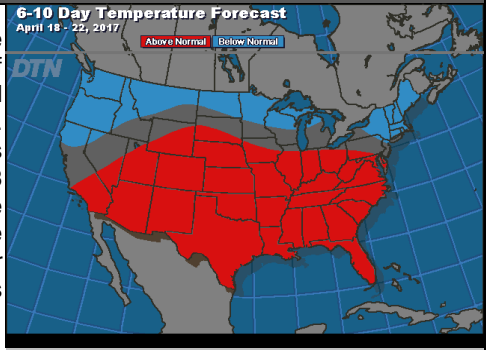 6-10 Day Temperature Forecast
April 18 - 22, 2017
Above Normal Below Normal
DTN